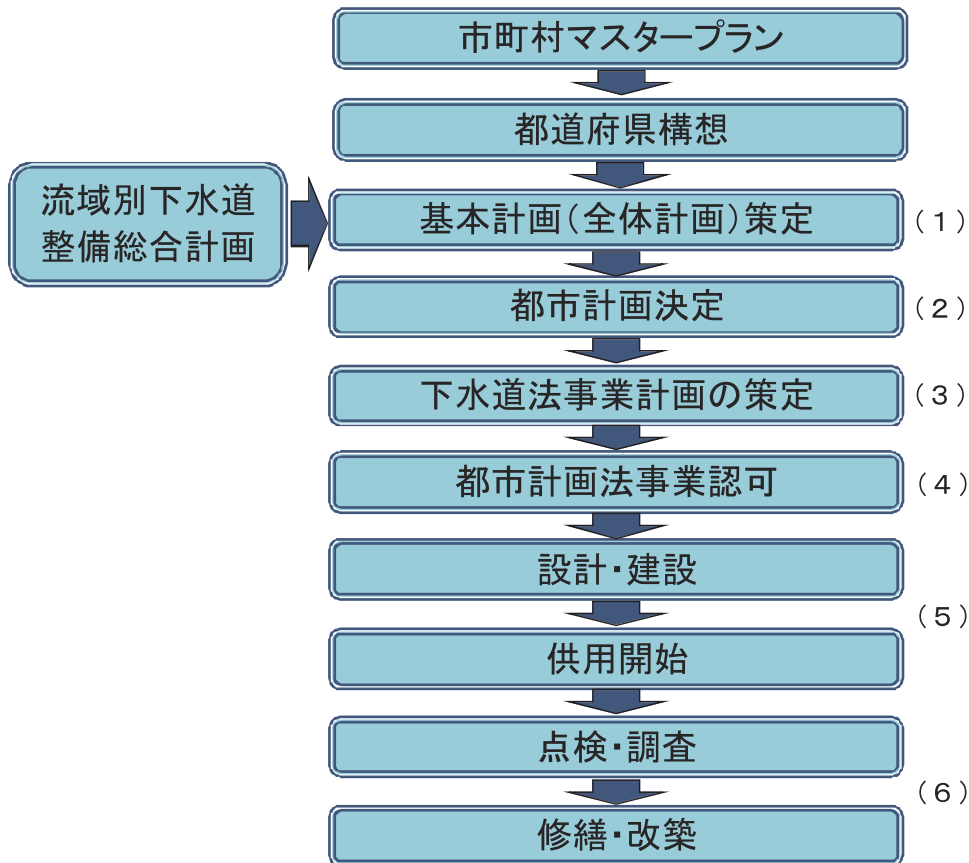 市町村マスタープラン
都道府県構想
流域別下水道
整備総合計画
基本計画(全体計画)策定
(1)
都市計画決定
(2)
下水道法事業計画の策定
(3)
都市計画法事業認可
(4)
設計・建設
(5)
供用開始
点検・調査
(6)
修繕・改築